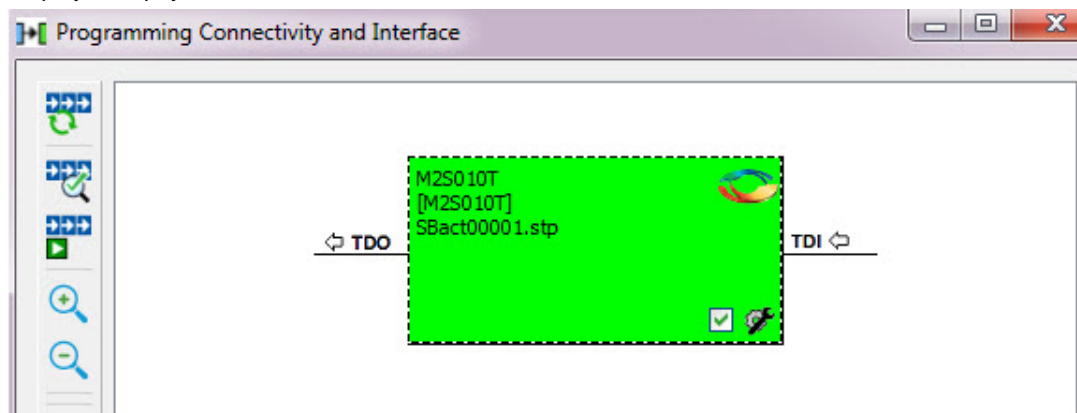 Programming Connectivity and Interface
M2S010T
[M2S010T]
SBact00001.stp
TDO
TDI